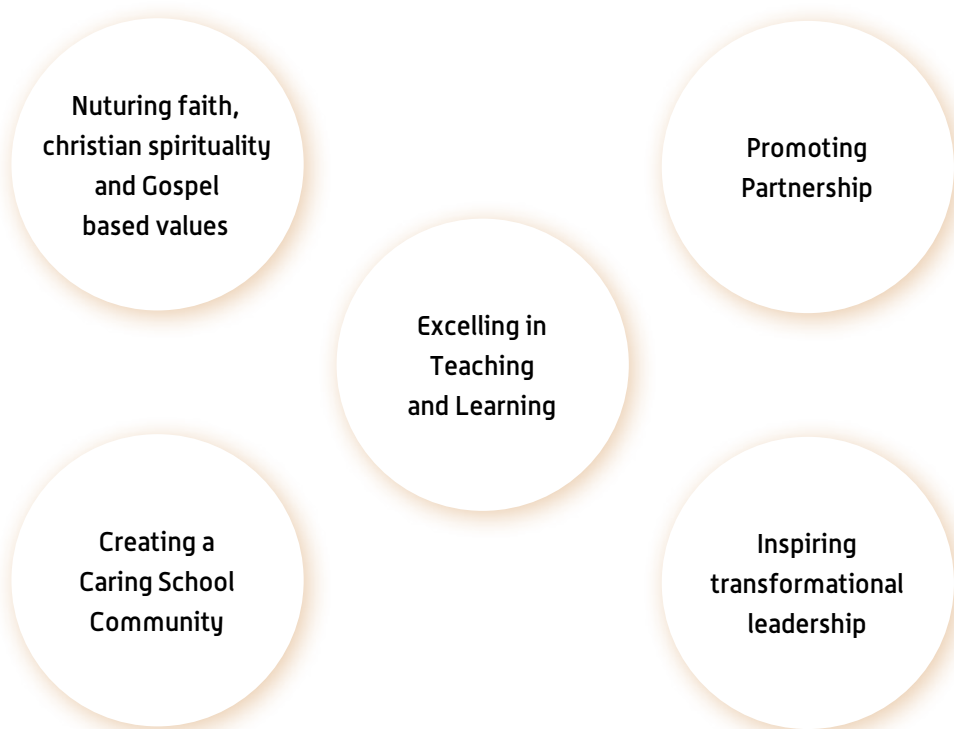 Nuturing faith,
christian spirituality
and Gospel
based values
Promoting
Partnership
Excelling in
Teaching
and Learning
Creating a
Caring School
Community
Inspiring
transformational
leadership